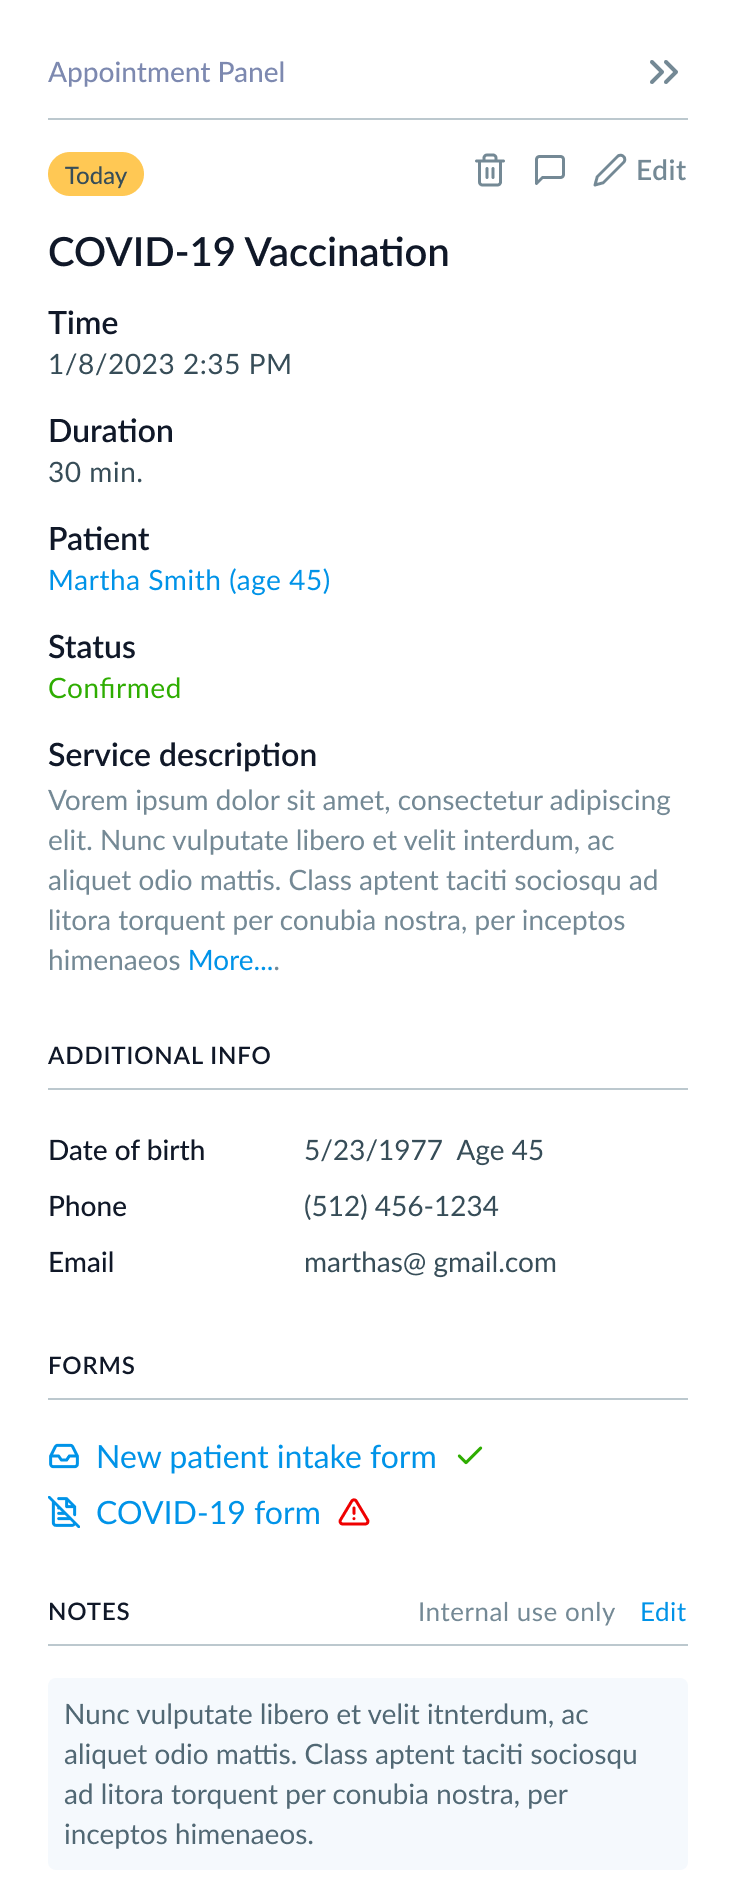 Appointment Panel
Today
Edit
COVID-19 Vaccination
Time
1/8/2023 2:35 PM
Duration
30 min.
Patient
Martha Smith (age 45)
Status
Confirmed
Service description
Vorem ipsum dolor sit amet, consectetur adipiscing
elit. Nunc vulputate libero et velit interdum, ac
aliquet odio mattis. Class aptent taciti sociosqu ad
litora torquent per conubia nostra, per inceptos
himenaeos More....
ADDITIONAL INFO
Date of birth 5/23/1977 Age 45
Phone (512) 456-1234
Email marthas@ gmail.com
FORMS
New patient intake form
COVID-19 form
NOTES Internal use only Edit
Nunc vulputate libero et velit itnterdum, ac
aliquet odio mattis. Class aptent taciti sociosqu
ad litora torquent per conubia nostra, per
inceptos himenaeos.